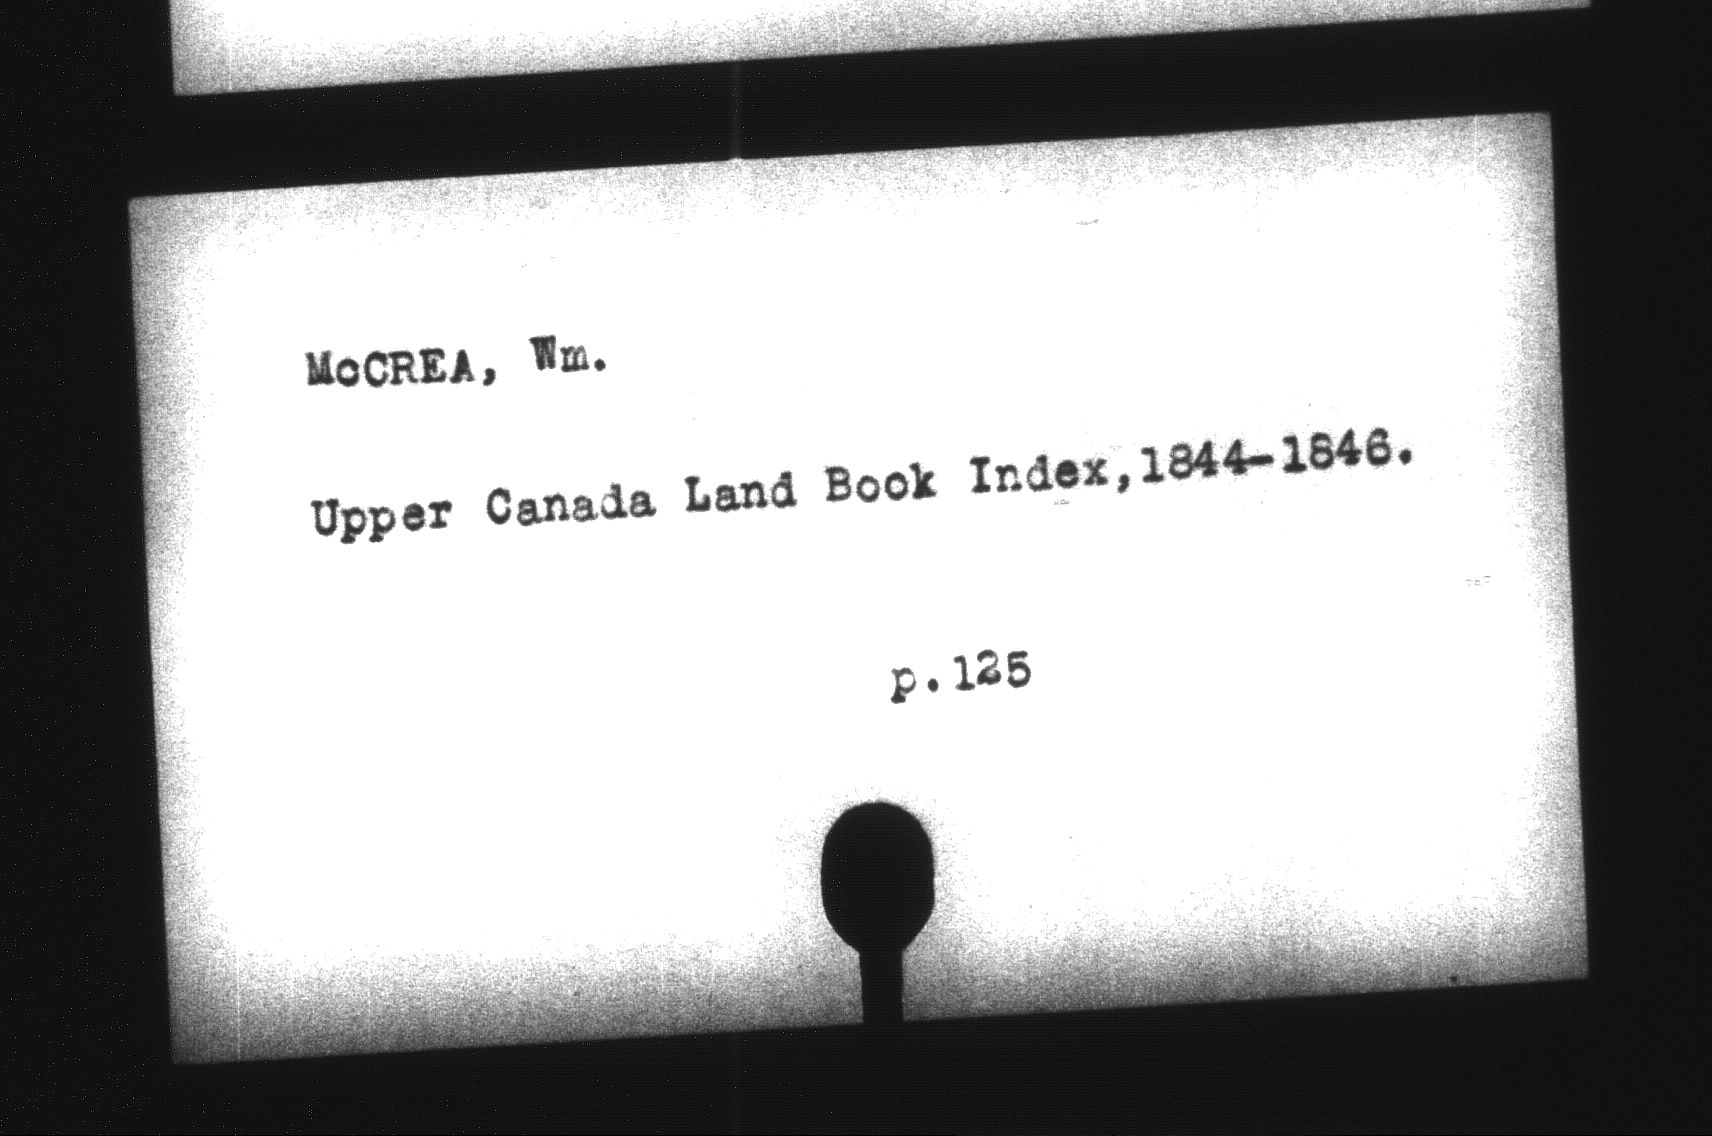 McCREA, Wm.
Upper Canada Land Book Index,1844-1846.
p.125